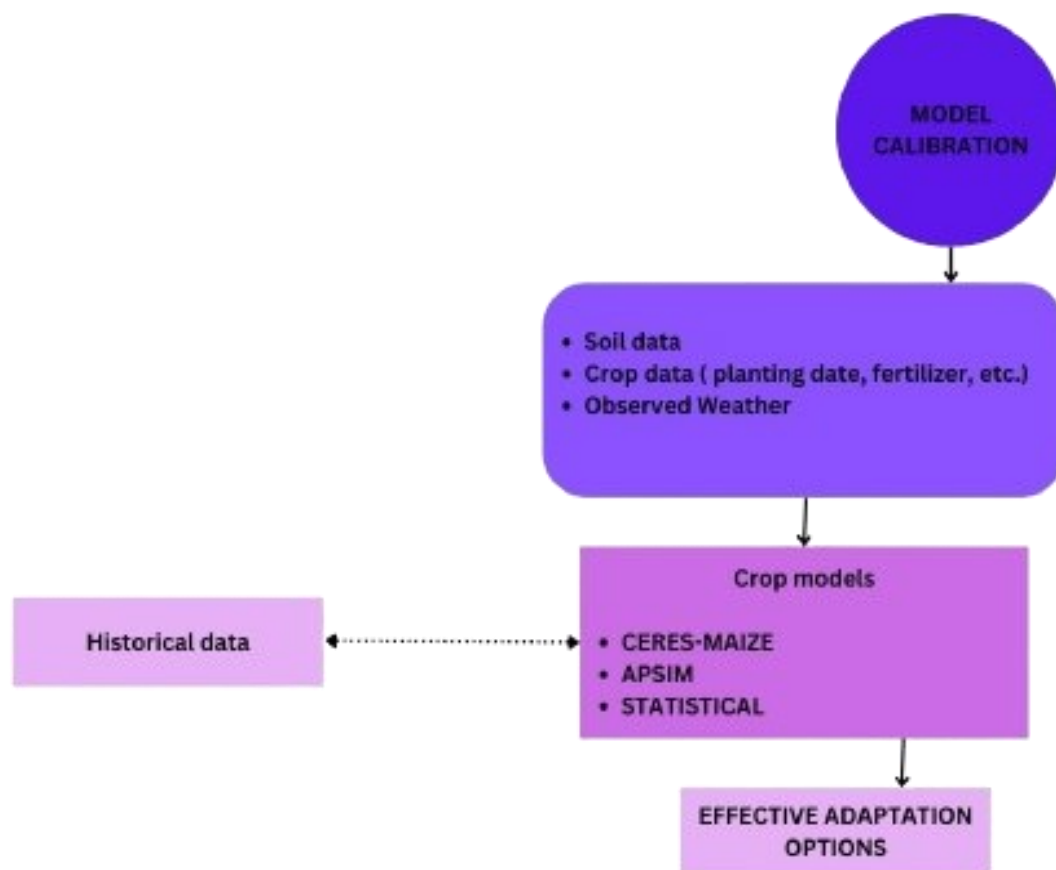 MODEL
CALIBRATION
• Soil data
• Crop data ( planting date, fertilizer, etc.)
• Observed Weather
Crop models
Historical data
• CERES-MAIZE
• APSIM
• STATISTICAL
EFFECTIVE ADAPTATION
OPTIONS